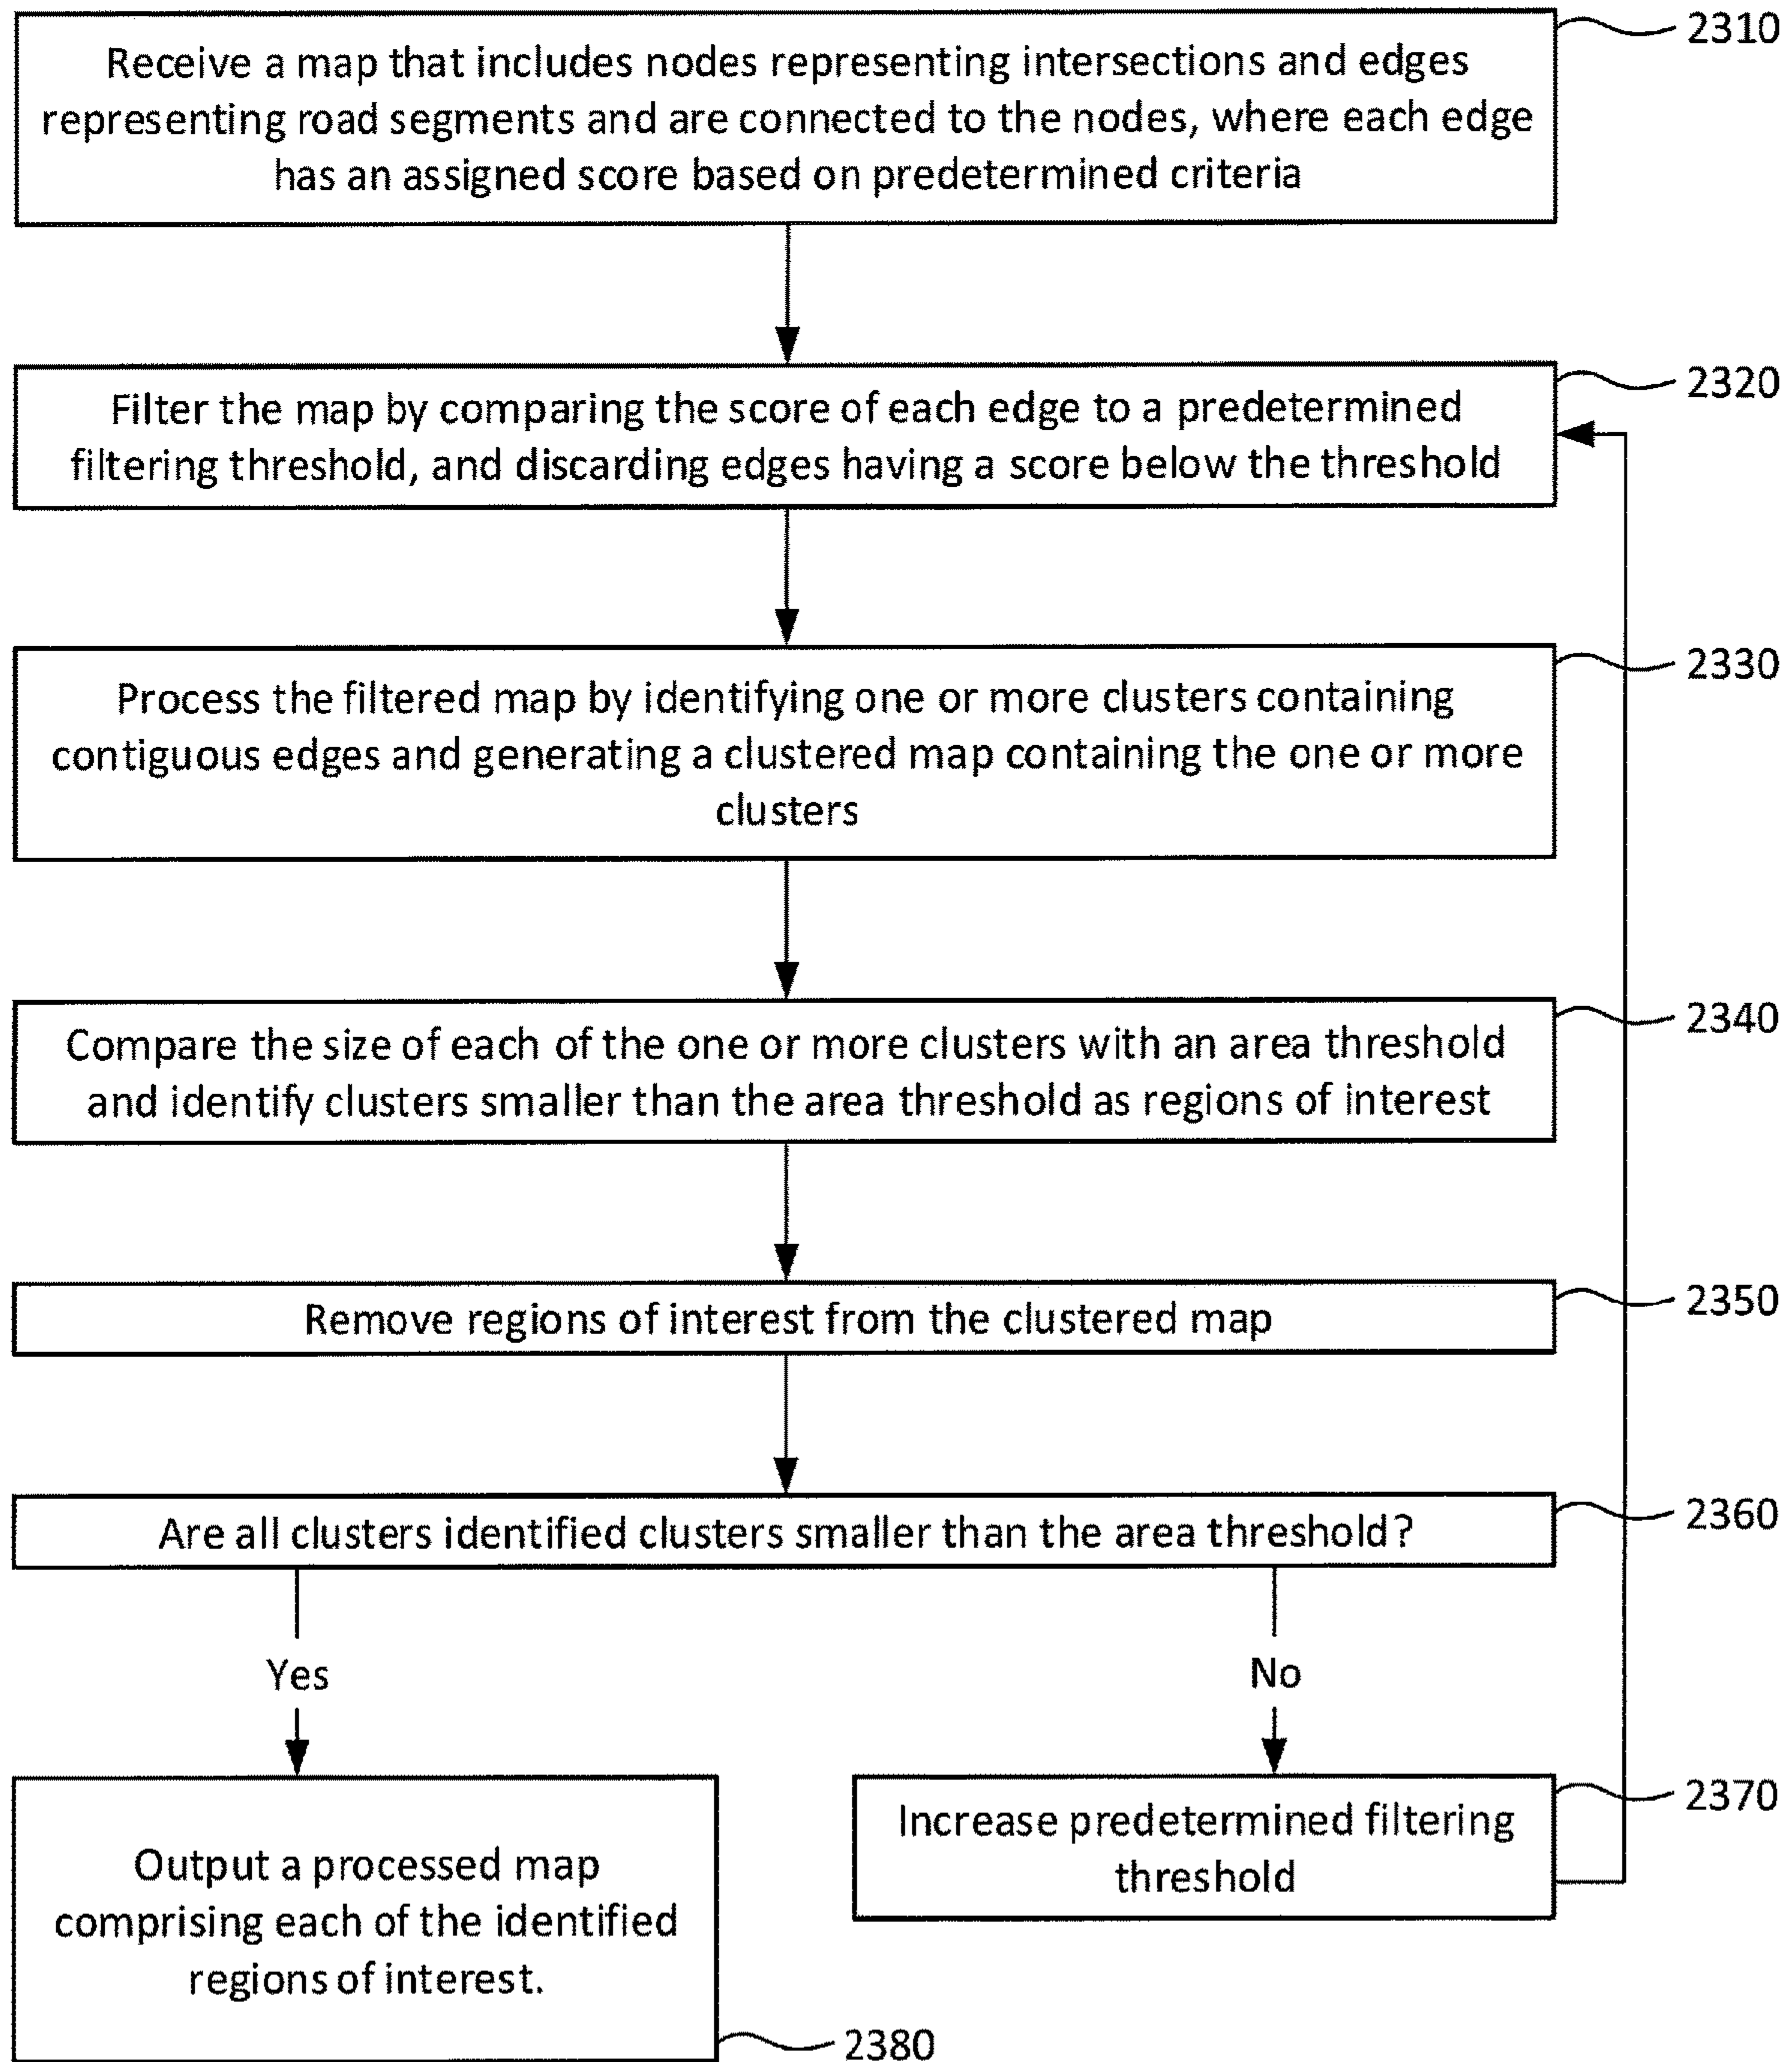 2310
Receive a map that includes nodes representing intersections and edges
representing road segments and are connected to the nodes, where each edge
has an assigned score based on predetermined criteria
2320
Filter the map by comparing the score of each edge to a predetermined
filtering threshold, and discarding edges having a score below the threshold
2330
Process the filtered map by identifying one or more clusters containing
contiguous edges and generating a clustered map containing the one or more
clusters
2340
Compare the size of each of the one or more clusters with an area threshold
and identify clusters smaller than the area threshold as regions of interest
2350
Remove regions of interest from the clustered map
2360
Are all clusters identified clusters smaller than the area threshold?
Yes
No
2370
Increase predetermined filtering
threshold
Output a processed map
comprising each of the identified
regions of interest.
2380